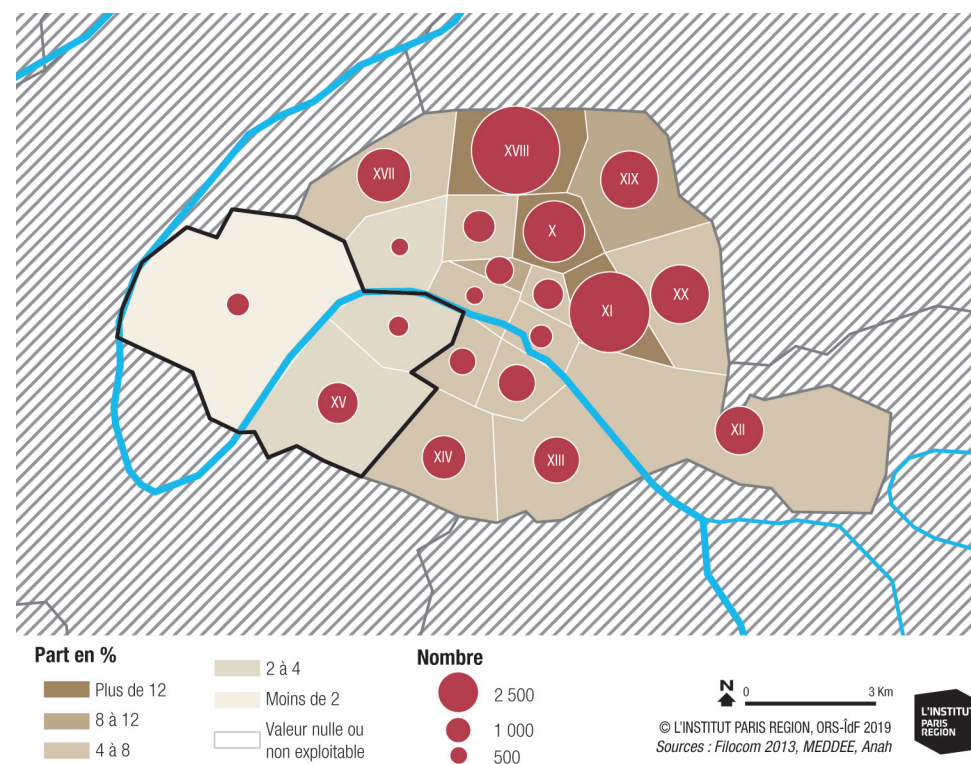 XVIII
XVII
XIX
X
XX
XI
XV
XII
XIV
XIII
Part en %
Plus de 12
8 à 12
4 à 8
2 à 4
Moins de 2
Valeur nulle ou
non exploitable
Nombre
2 500
1 000
500
N
0 3 Km
© L'INSTITUT PARIS REGION, ORS-ÎdF 2019
Sources : Filocom 2013, MEDDEE, Anah
L'INSTITUT
PARIS
REGION